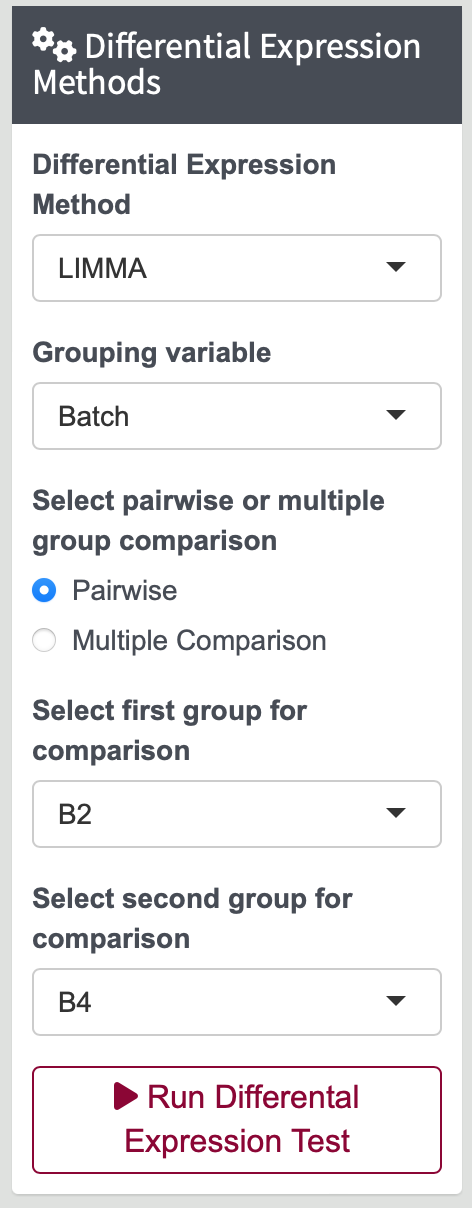 Differential Expression
Methods
Differential Expression
Method
LIMMA
Grouping variable
Batch
Select pairwise or multiple
group comparison
Pairwise
Multiple Comparison
Select first group for
comparison
B2
Select second group for
comparison
B4
Run Differental
Expression Test